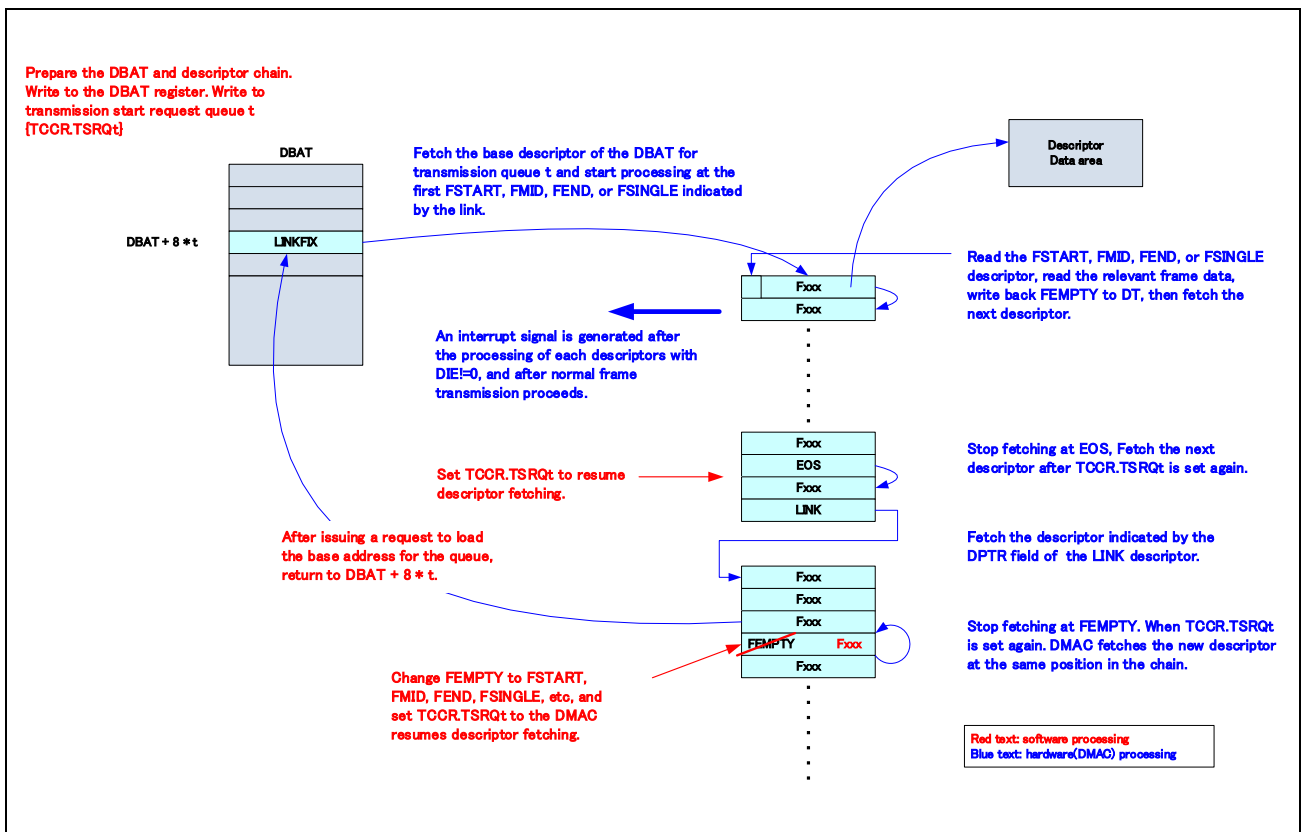 Prepare the DBAT and descriptor chain.
Write to the DBAT register. Write to
transmission start request queue t
{TCCR.TSRQt}
DBAT
DBAT + 8 * t
LINKFIX
Fetch the base descriptor of the DBAT for
transmission queue t and start processing at the
first FSTART, FMID, FEND, or FSINGLE indicated
by the link.
Descriptor
Data area
Read the FSTART, FMID, FEND, or FSINGLE
descriptor, read the relevant frame data,
write back FEMPTY to DT, then fetch the
next descriptor.
Fxxx
Fxxx
An interrupt signal is generated after
the processing of each descriptors with
DIE!=0, and after normal frame
transmission proceeds.
Fxxx
EOS
Fxxx
LINK
Stop fetching at EOS, Fetch the next
descriptor after TCCR.TSRQt is set again.
Set TCCR.TSRQt to resume
descriptor fetching.
After issuing a request to load
the base address for the queue,
return to DBAT + 8 * t.
Fetch the descriptor indicated by the
DPTR field of the LINK descriptor.
Fxxx
Fxxx
Fxxx
FEMPTY Fxxx
Fxxx
Stop fetching at FEMPTY. When TCCR.TSRQt
is set again. DMAC fetches the new descriptor
at the same position in the chain.
Change FEMPTY to FSTART,
FMID, FEND, FSINGLE, etc, and
set TCCR.TSRQt to the DMAC
resumes descriptor fetching.
Red text: software processing
Blue text: hardware(DMAC) processing